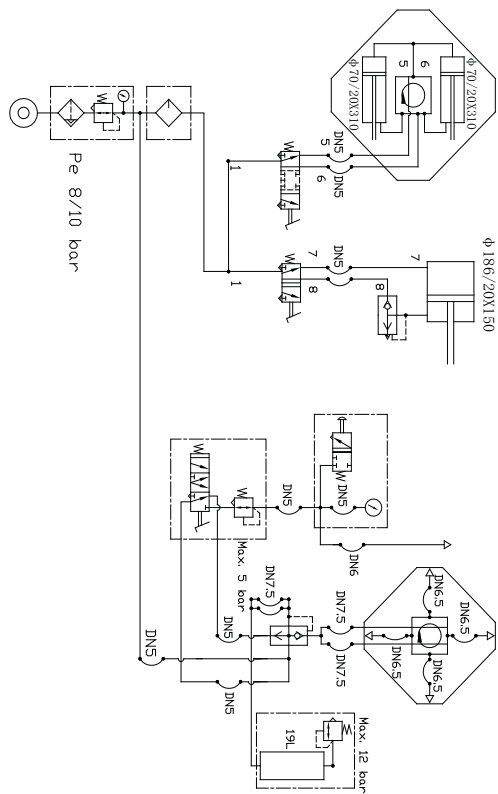 φ70/20X310
φ70/20X310
5
6
DN5
5
DN5
6
1
1
φ186/20X150
7
7
DN5
8
8
Pe 8/10 bar
DN5
DN5
DN6
Max. 5 bar
DN7.5
DN7.5
DN7.5
DN6.5
DN6.5
DN6.5
DN6.5
DN5
DN5
DN5
19L
Max. 12 bar